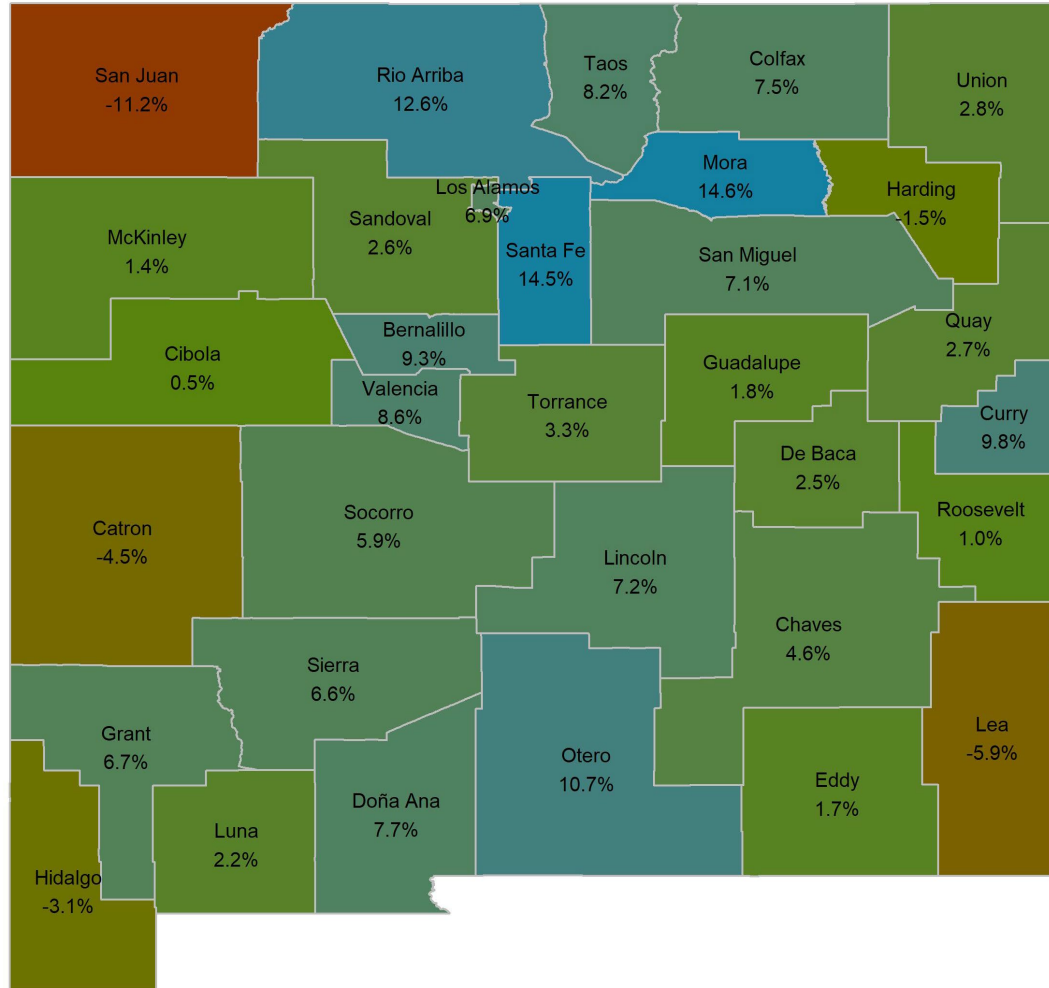 San Juan
-11.2%
Rio Arriba
12.6%
Taos
8.2%
Colfax
7.5%
Union
2.8%
Mora
14.6%
Harding
-1.5%
Los Alamos
6.9%
Sandoval
2.6%
McKinley
1.4%
Santa Fe
14.5%
San Miguel
7.1%
Quay
2.7%
Bernalillo
9.3%
Cibola
0.5%
Guadalupe
1.8%
Valencia
8.6%
Torrance
3.3%
Curry
9.8%
De Baca
2.5%
Socorro
5.9%
Roosevelt
1.0%
Catron
-4.5%
Lincoln
7.2%
Chaves
4.6%
Sierra
6.6%
Grant
6.7%
Otero
10.7%
Lea
-5.9%
Eddy
1.7%
Doña Ana
7.7%
Luna
2.2%
Hidalgo
-3.1%